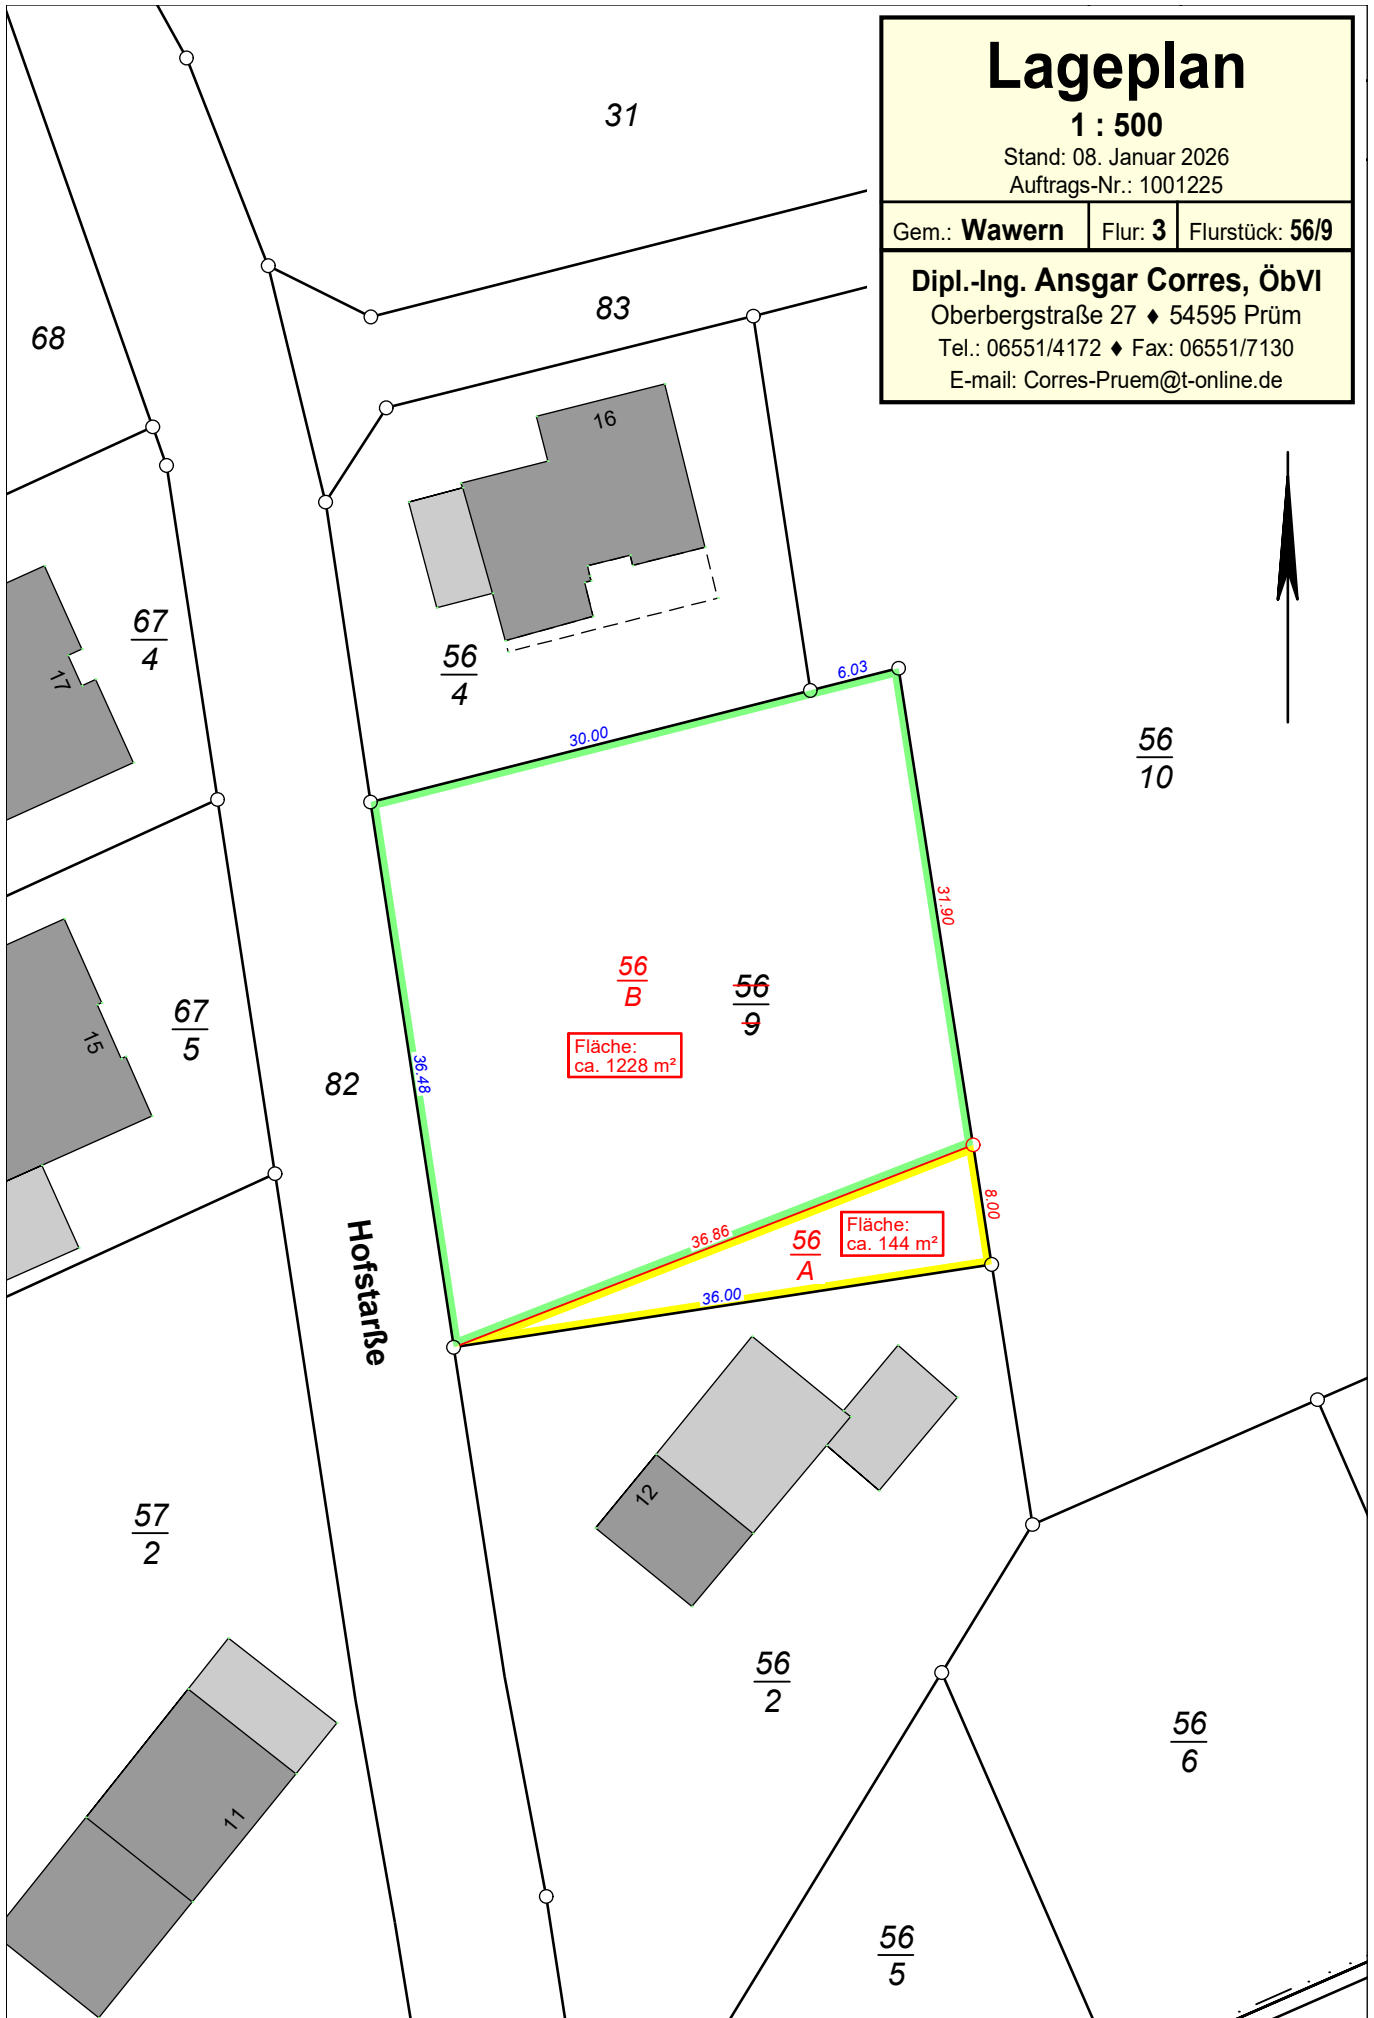 Lageplan
1 : 500
Stand: 08. Januar 2026
Auftrags-Nr.: 1001225
Gem.: Wawern Flur: 3 Flurstück: 56/9
Dipl.-Ing. Ansgar Corres, ÖbVI
Oberbergstraße 27 ♦ 54595 Prüm
Tel.: 06551/4172 ♦ Fax: 06551/7130
E-mail: Corres-Pruem@t-online.de
31
83
68
16
67
4
17
56
4
6.03
30.00
56
10
31.90
56
B
56
9
Fläche:
ca. 1228 m²
67
5
15
82
36.48
Hofstarße
36.86
8.00
56
A
Fläche:
ca. 144 m²
36.00
12
57
2
56
2
56
6
11
56
5